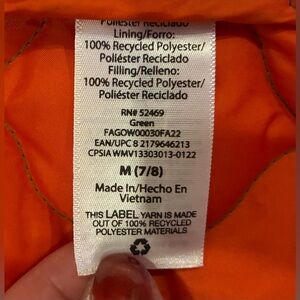 Poliéster Reciclado
Lining/Forro:
100% Recycled Polyester/
Poliéster Reciclado
Filling/Relleno:
100% Recycled Polyester/
Poliéster Reciclado
RN# 52469
Green
FAGOW00030FA22
EAN/UPC 8 2179646213
CPSIA WMV13303013-0122
M (7/8)
Made In/Hecho En
Vietnam
THIS LABEL YARN IS MADE
OUT OF 100% RECYCLED
POLYESTER MATERIALS